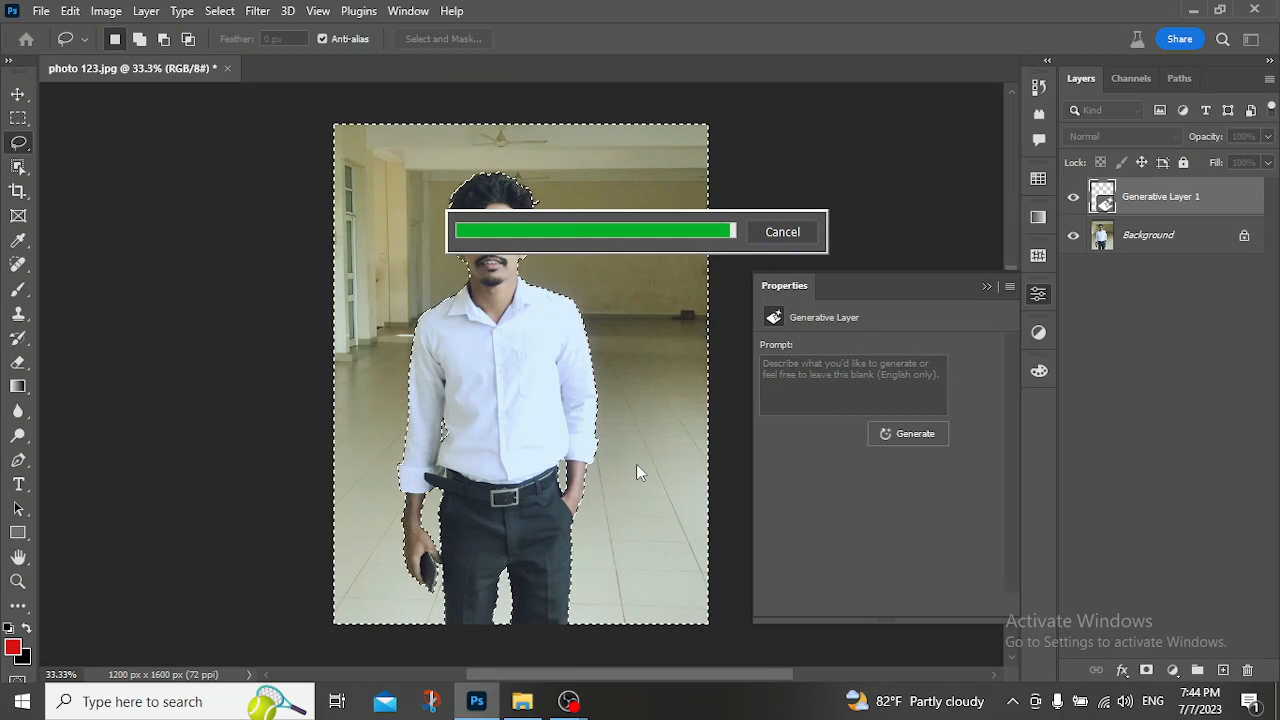 Ps File Edit Image Layer Type Select Filter 3D View Plugins Window Help
Feather: 0 px Anti-alias Select and Mask... Share
photo 123.jpg @ 33.3% (RGB/8#) *
Layers Channels Paths
Kind
Normal Opacity: 100%
Lock: Fill: 100%
Generative Layer 1
Background
Cancel
Properties
Generative Layer
Prompt:
Describe what you'd like to generate or
feel free to leave this blank (English only).
Generate
Activate Windows
Go to Settings to activate Windows.
33.33% 1200 px x 1600 px (72 ppi)
Type here to search
Ps
82°F Partly cloudy
ENG
7:44 PM
7/7/2023
1